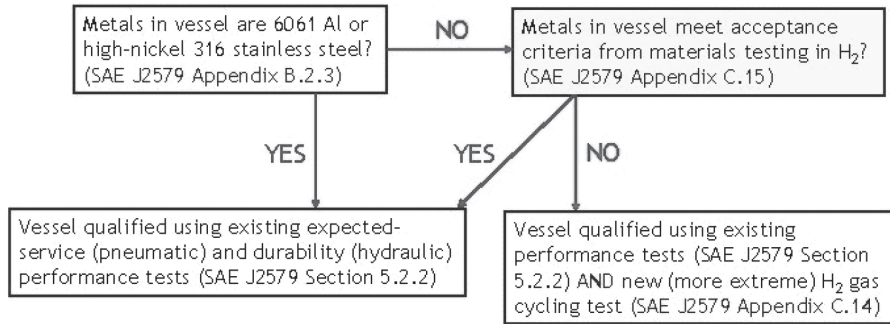 Metals in vessel are 6061 Al or
high-nickel 316 stainless steel?
(SAE J2579 Appendix B.2.3)
NO
Metals in vessel meet acceptance
criteria from materials testing in H₂?
(SAE J2579 Appendix C.15)
YES
YES
NO
Vessel qualified using existing expected-
service (pneumatic) and durability (hydraulic)
performance tests (SAE J2579 Section 5.2.2)
Vessel qualified using existing
performance tests (SAE J2579 Section
5.2.2) AND new (more extreme) H₂ gas
cycling test (SAE J2579 Appendix C.14)